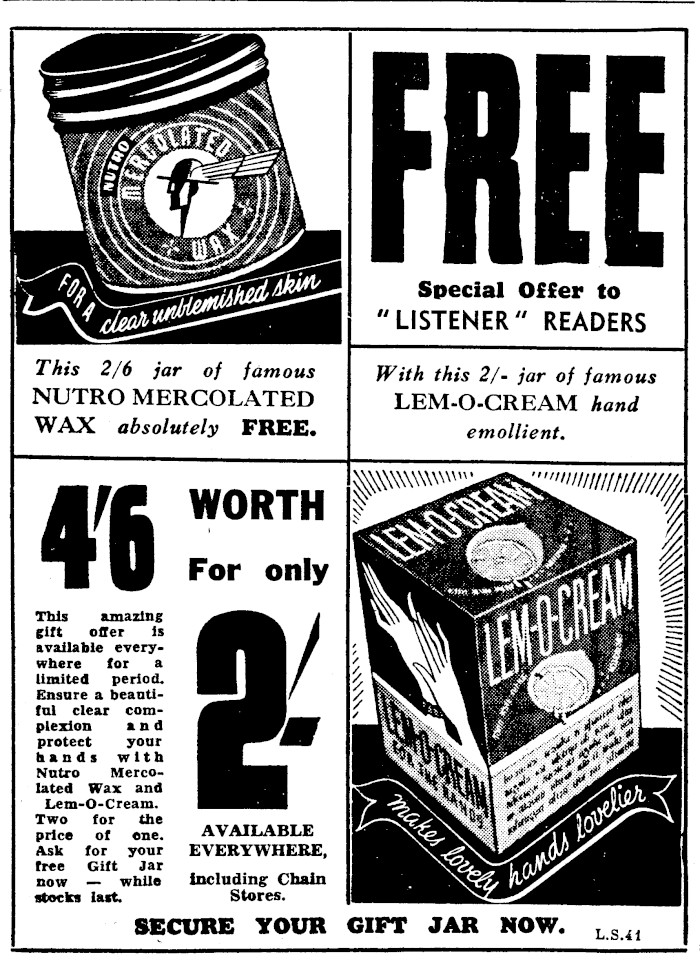 NUTRO
MERCOLATED
WAX
FOR A clear unblemished skin
This 2/6 jar of famous
NUTRO MERCOLATED
WAX absolutely FREE.
FREE
Special Offer to
"LISTENER" READERS
With this 2/- jar of famous
LEM-O-CREAM hand
emollient.
4'6
WORTH
For only
2/-
This amazing
gift offer is
available every-
where for a
limited period.
Ensure a beauti-
ful clear com-
plexion and
protect your
hands with
Nutro Merco-
lated Wax and
Lem-O-Cream.
Two for the
price of one.
Ask for your
free Gift Jar
now — while
stocks last.
AVAILABLE
EVERYWHERE,
including Chain
Stores.
LEM-O-CREAM
LEM-O-CREAM
LEM-O-CREAM
FOR THE HANDS
makes lovely hands lovelier
SECURE YOUR GIFT JAR NOW.
L.S.41